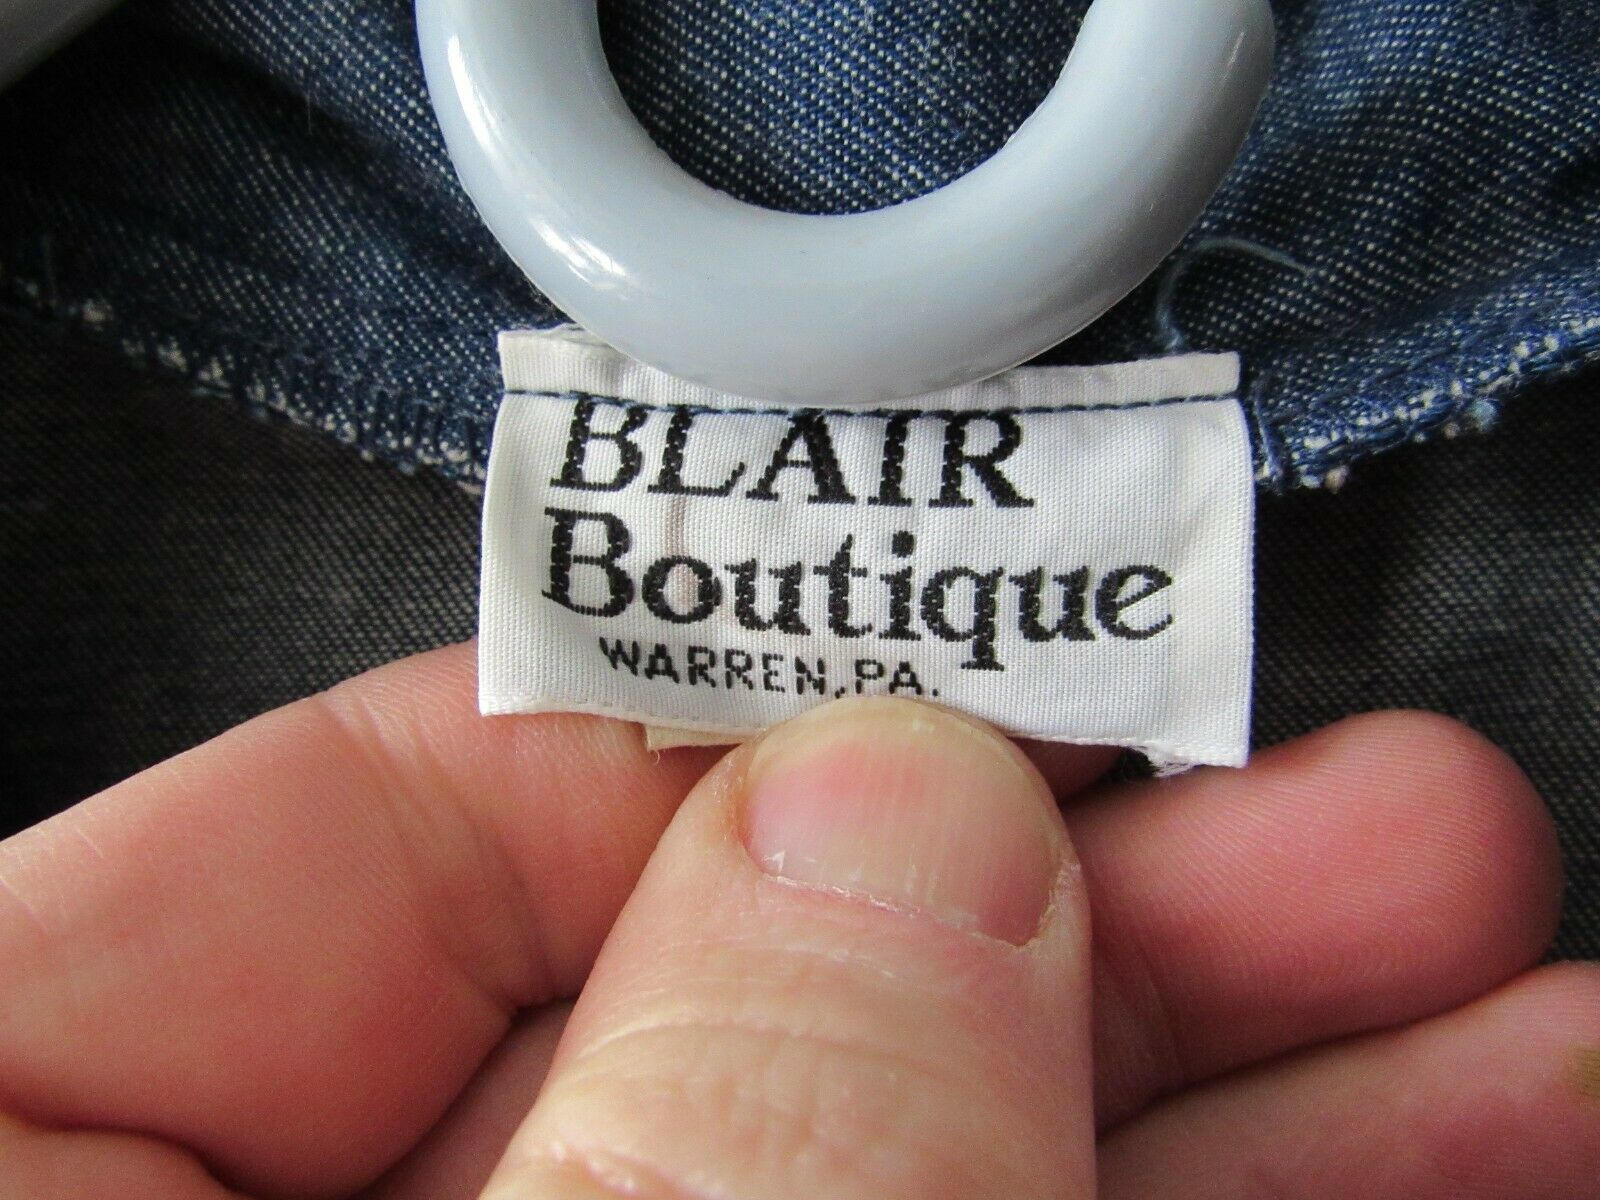 BLAIR
Boutique
WARREN, PA.